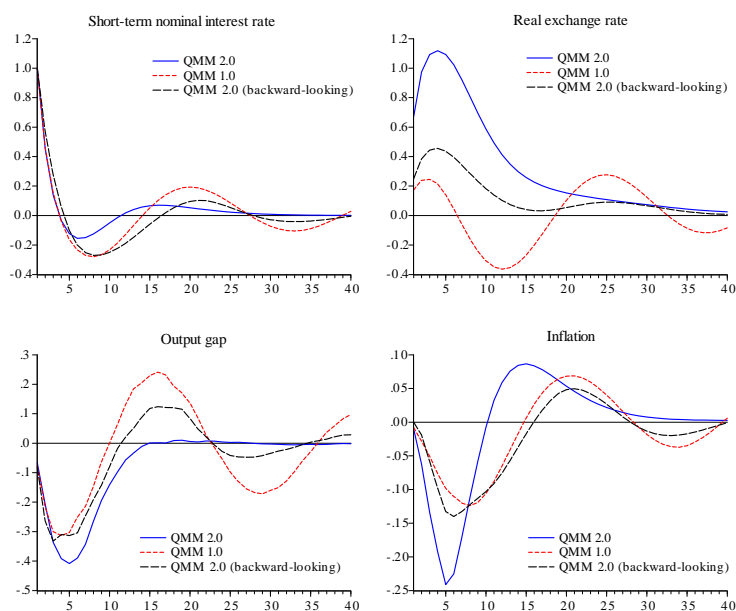 Short-term nominal interest rate
1.2
1.0
0.8
0.6
0.4
0.2
0.0
-0.2
-0.4
QMM 2.0
QMM 1.0
QMM 2.0 (backward-looking)
5 10 15 20 25 30 35 40
Real exchange rate
1.2
1.0
0.8
0.6
0.4
0.2
0.0
-0.2
-0.4
QMM 2.0
QMM 1.0
QMM 2.0 (backward-looking)
5 10 15 20 25 30 35 40
Output gap
.3
.2
.1
.0
-.1
-.2
-.3
-.4
-.5
QMM 2.0
QMM 1.0
QMM 2.0 (backward-looking)
5 10 15 20 25 30 35 40
Inflation
.10
.05
.00
-.05
-.10
-.15
-.20
-.25
QMM 2.0
QMM 1.0
QMM 2.0 (backward-looking)
5 10 15 20 25 30 35 40